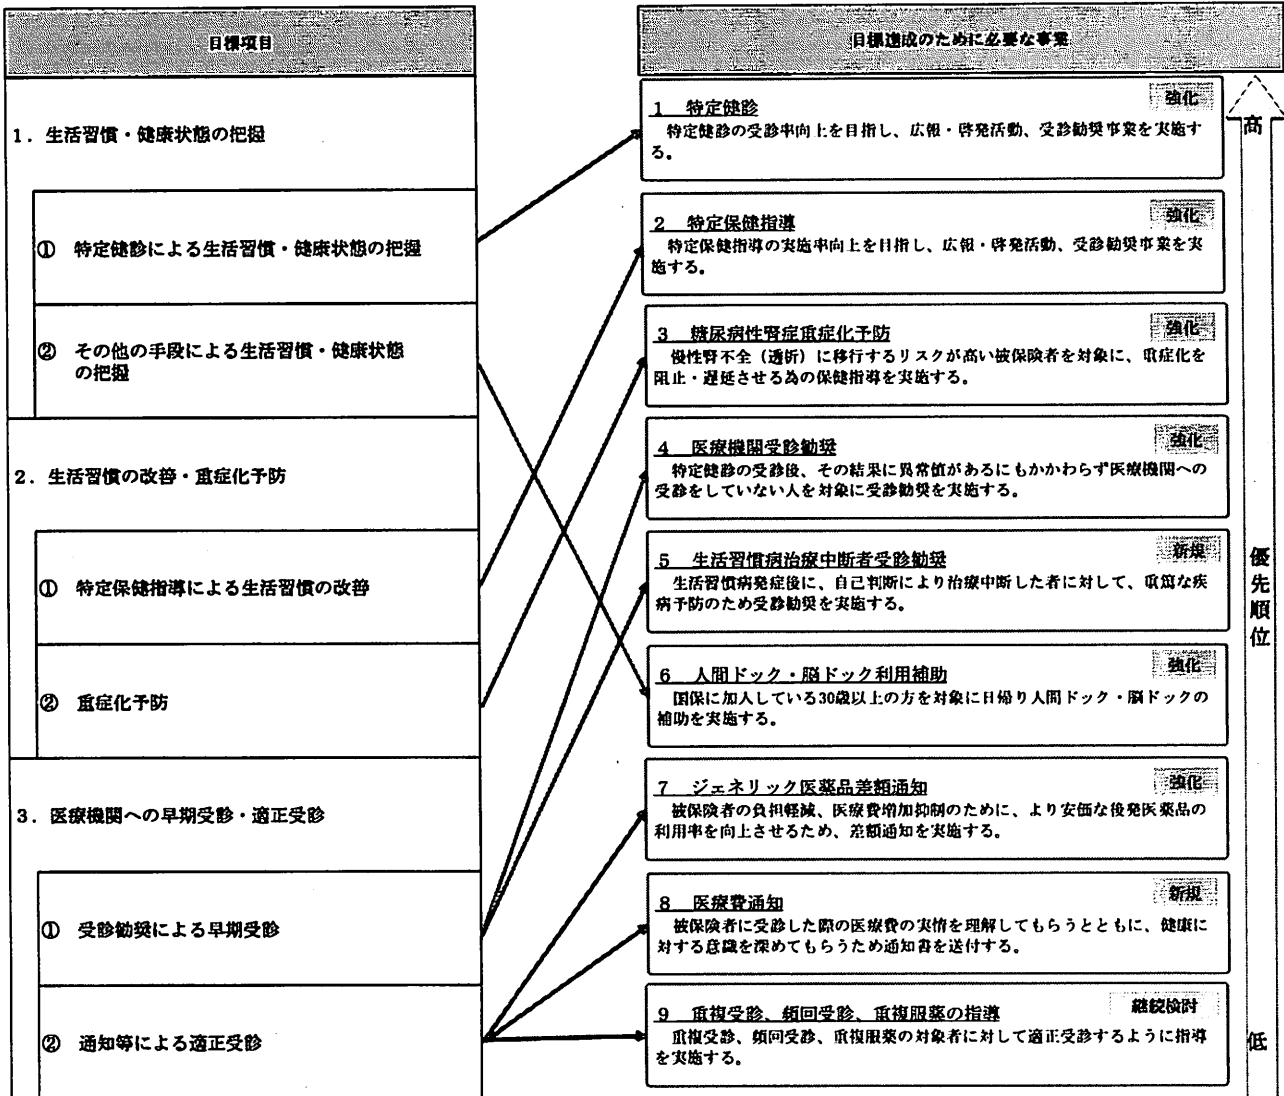 目標項目
1．生活習慣・健康状態の把握
① 特定健診による生活習慣・健康状態の把握
② その他の手段による生活習慣・健康状態
の把握
2．生活習慣の改善・重症化予防
① 特定保健指導による生活習慣の改善
② 重症化予防
3．医療機関への早期受診・適正受診
① 受診勧奨による早期受診
② 通知等による適正受診
目標達成のために必要な事業
1 特定健診
強化
特定健診の受診率向上を目指し、広報・啓発活動、受診勧奨事業を実施す
る。
2 特定保健指導
強化
特定保健指導の実施率向上を目指し、広報・啓発活動、受診勧奨事業を実
施する。
3 糖尿病性腎症重症化予防
強化
慢性腎不全（透析）に移行するリスクが高い被保険者を対象に、重症化を
阻止・遅延させる為の保健指導を実施する。
4 医療機関受診勧奨
強化
特定健診の受診後、その結果に異常値があるにもかかわらず医療機関への
受診をしていない人を対象に受診勧奨を実施する。
5 生活習慣病治療中断者受診勧奨
新規
生活習慣病発症後に、自己判断により治療中断した者に対して、重篤な疾
病予防のため受診勧奨を実施する。
6 人間ドック・脳ドック利用補助
強化
国保に加入している30歳以上の方を対象に日帰り人間ドック・脳ドックの
補助を実施する。
7 ジェネリック医薬品差額通知
強化
被保険者の負担軽減、医療費増加抑制のために、より安価な後発医薬品の
利用率を向上させるため、差額通知を実施する。
8 医療費通知
新規
被保険者に受診した際の医療費の実情を理解してもらうとともに、健康に
対する意識を深めてもらうため通知書を送付する。
9 重複受診、頻回受診、重複服薬の指導
継続検討
重複受診、頻回受診、重複服薬の対象者に対して適正受診するように指導
を実施する。
高
優先順位
低